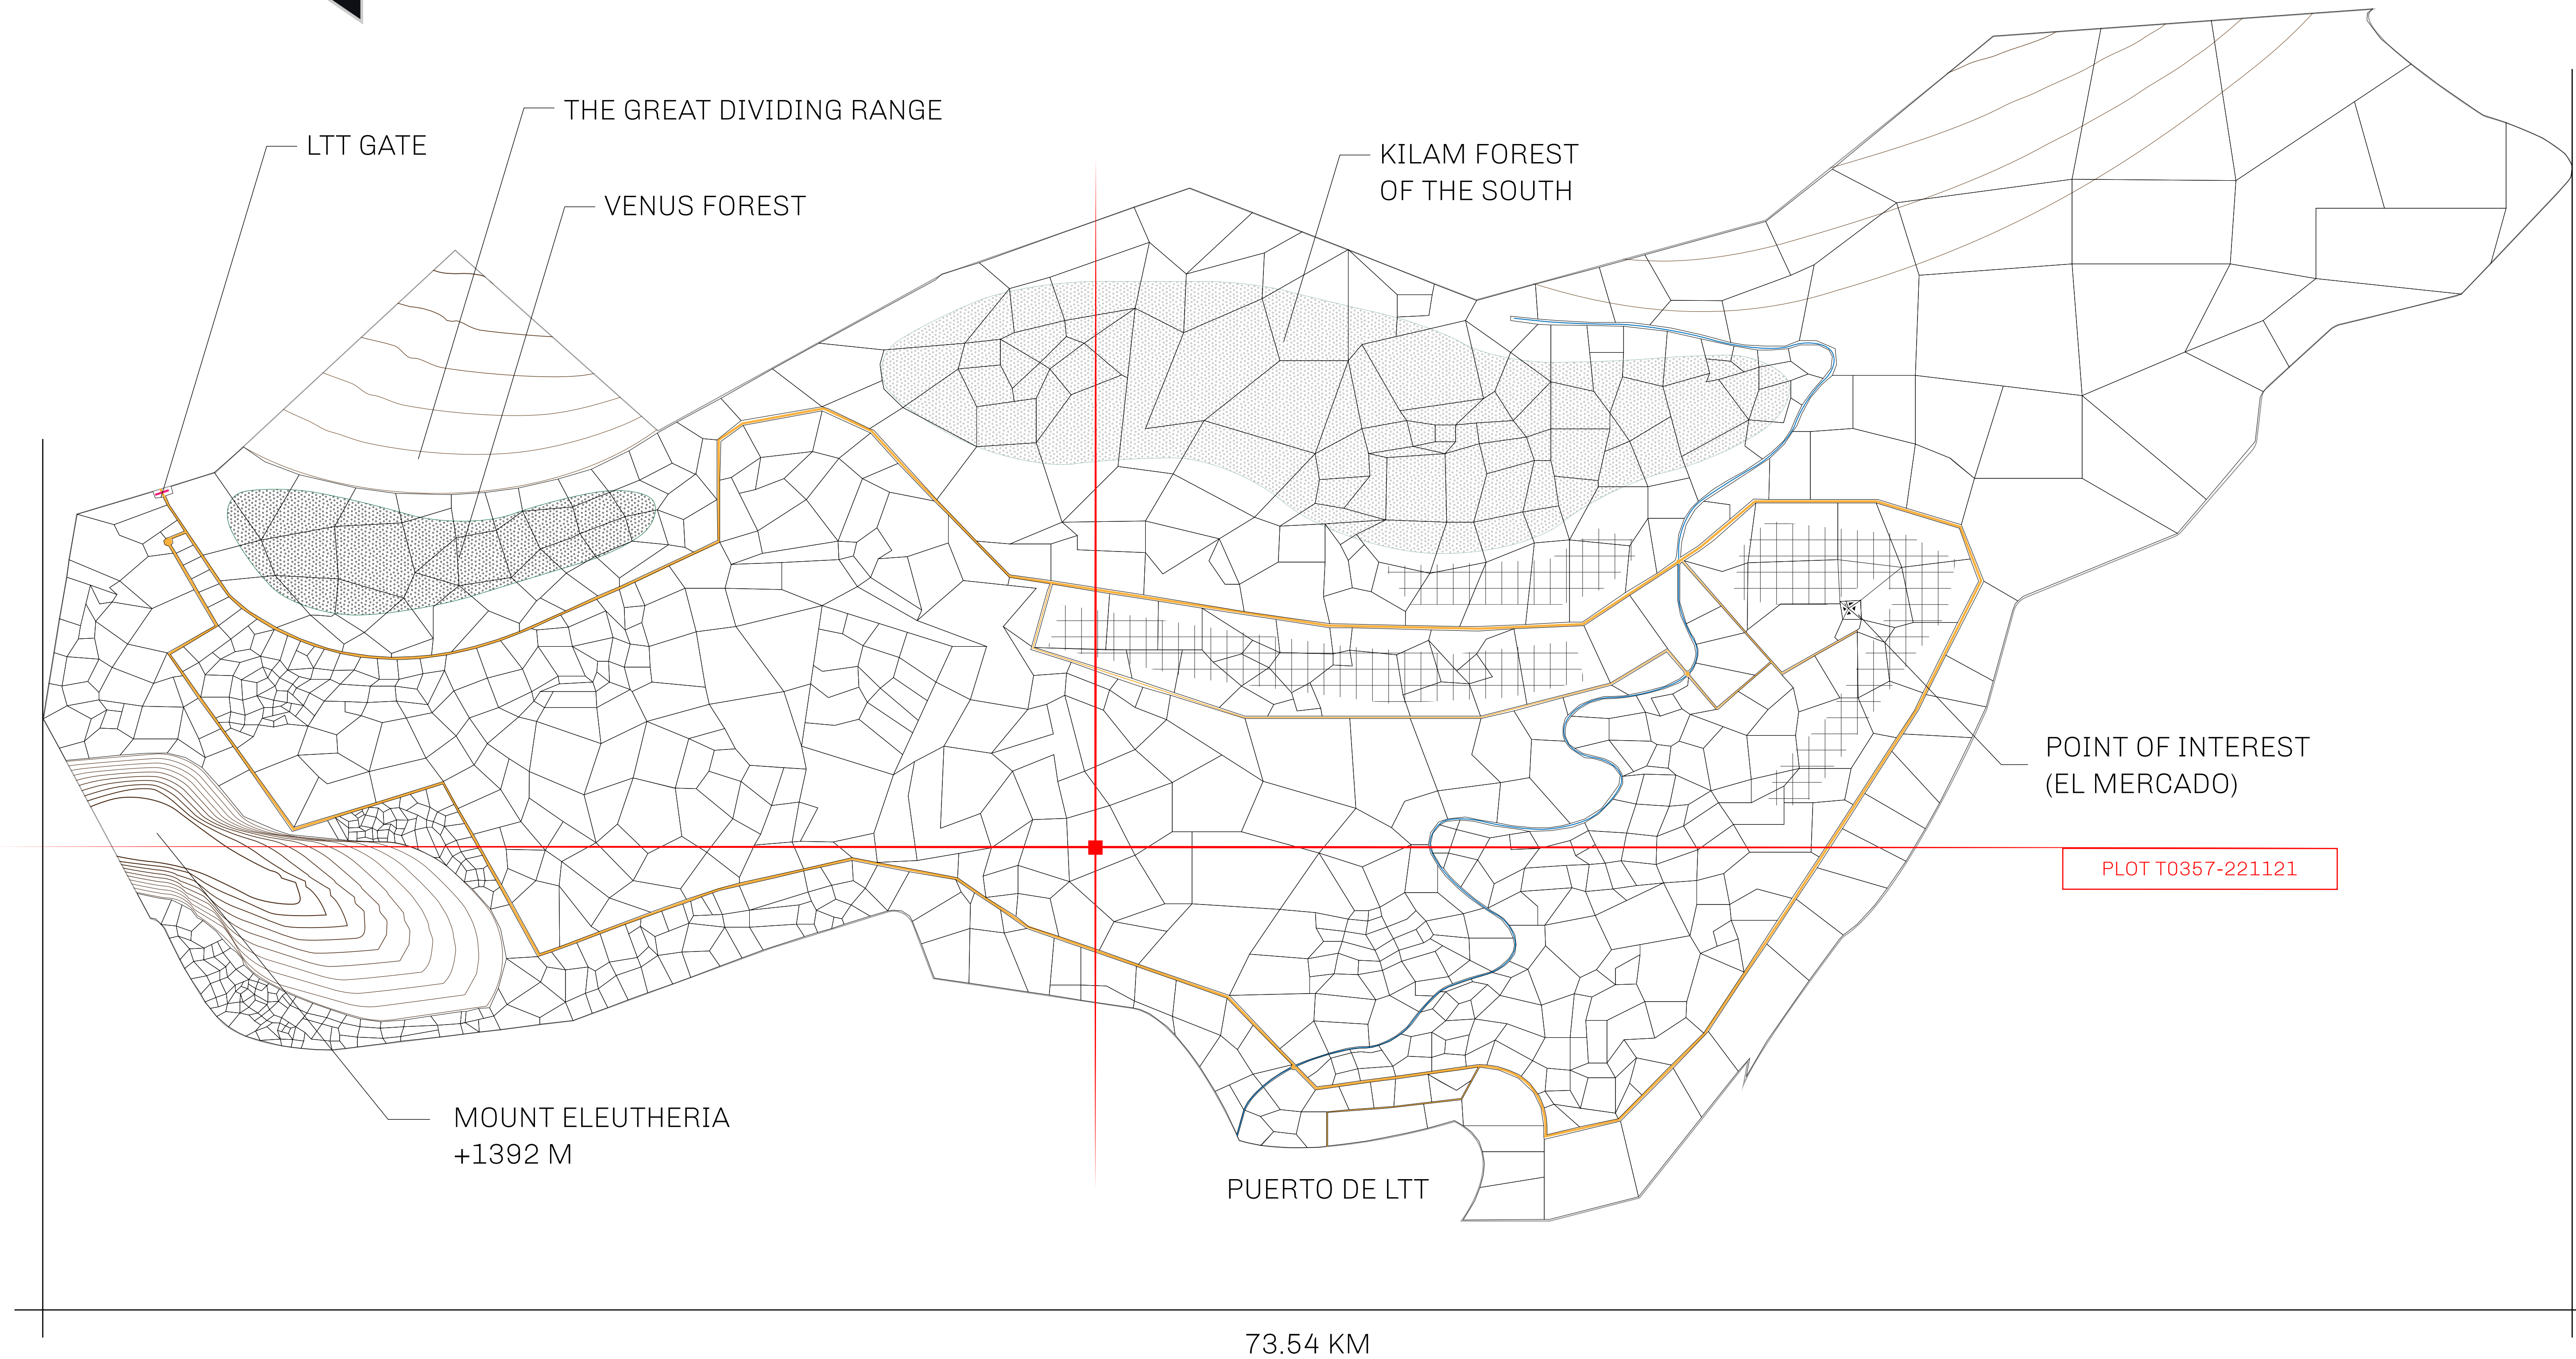 THE GREAT DIVIDING RANGE
LTT GATE
KILAM FOREST
OF THE SOUTH
VENUS FOREST
POINT OF INTEREST
(EL MERCADO)
PLOT T0357-221121
MOUNT ELEUTHERIA
+1392 M
PUERTO DE LTT
73.54 KM